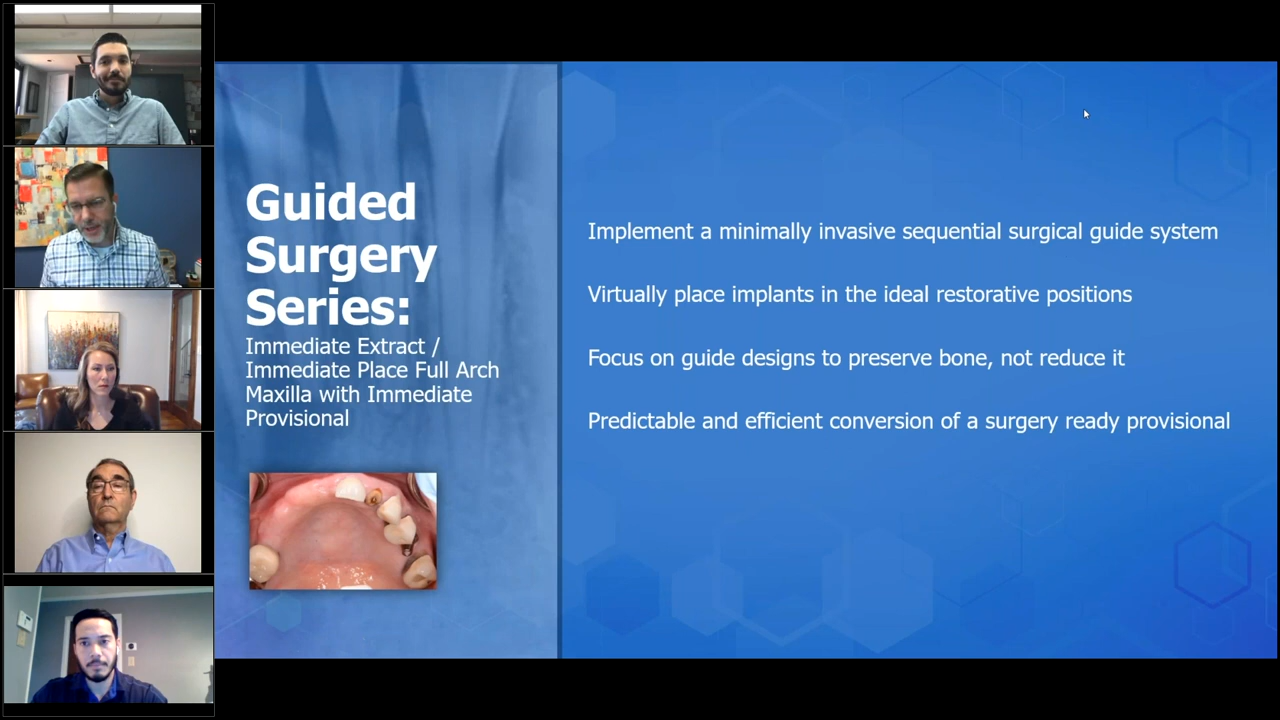 Guided
Surgery
Series:
Immediate Extract /
Immediate Place Full Arch
Maxilla with Immediate
Provisional
Implement a minimally invasive sequential surgical guide system
Virtually place implants in the ideal restorative positions
Focus on guide designs to preserve bone, not reduce it
Predictable and efficient conversion of a surgery ready provisional